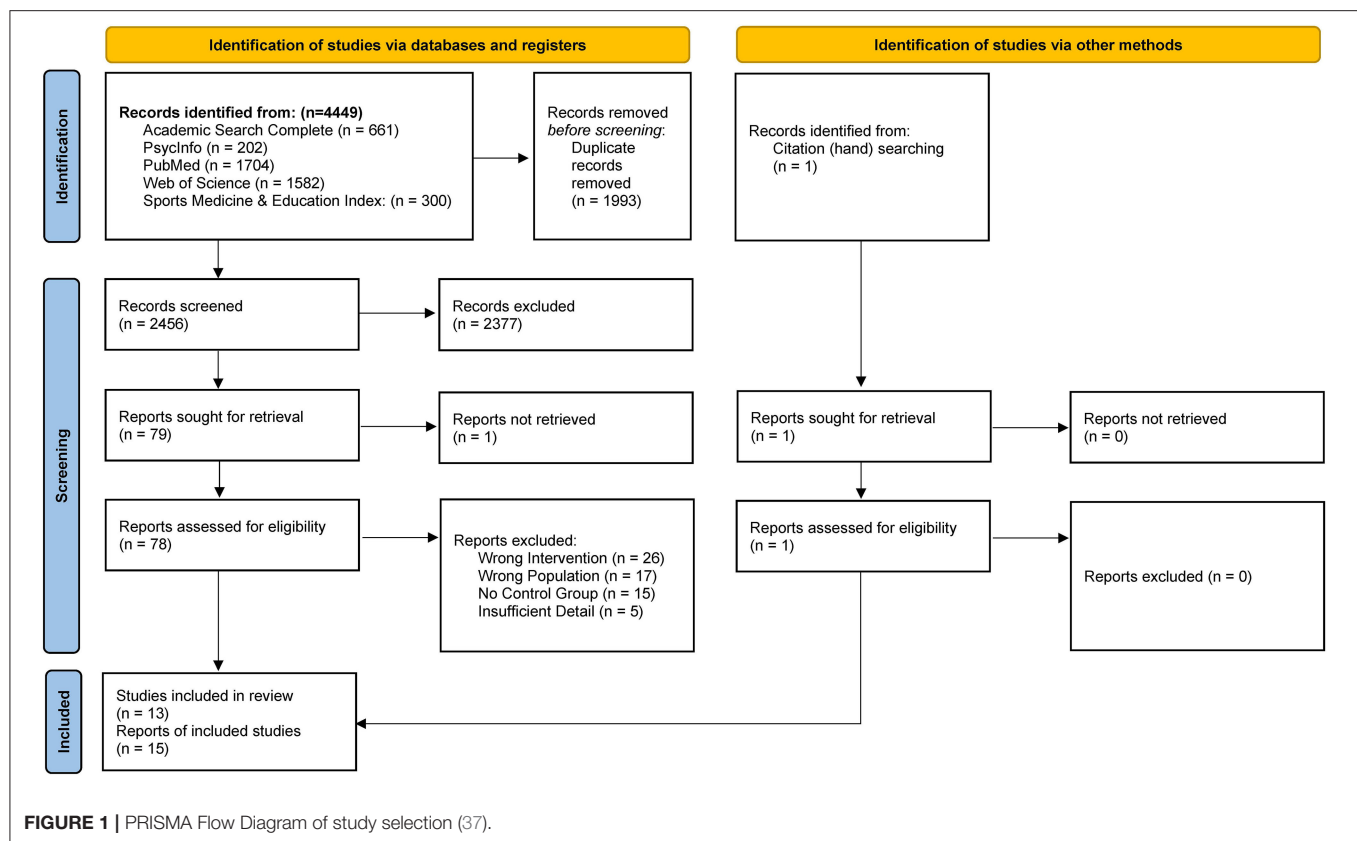 Identification of studies via databases and registers
Identification of studies via other methods
Identification
Records identified from: (n=4449)
Academic Search Complete (n = 661)
PsycInfo (n = 202)
PubMed (n = 1704)
Web of Science (n = 1582)
Sports Medicine & Education Index: (n = 300)
Records removed
before screening:
Duplicate
records
removed
(n = 1993)
Records identified from:
Citation (hand) searching
(n = 1)
Screening
Records screened
(n = 2456)
Records excluded
(n = 2377)
Reports sought for retrieval
(n = 79)
Reports not retrieved
(n = 1)
Reports sought for retrieval
(n = 1)
Reports not retrieved
(n = 0)
Reports assessed for eligibility
(n = 78)
Reports excluded:
Wrong Intervention (n = 26)
Wrong Population (n = 17)
No Control Group (n = 15)
Insufficient Detail (n = 5)
Reports assessed for eligibility
(n = 1)
Reports excluded (n = 0)
Included
Studies included in review
(n = 13)
Reports of included studies
(n = 15)
FIGURE 1 | PRISMA Flow Diagram of study selection (37).